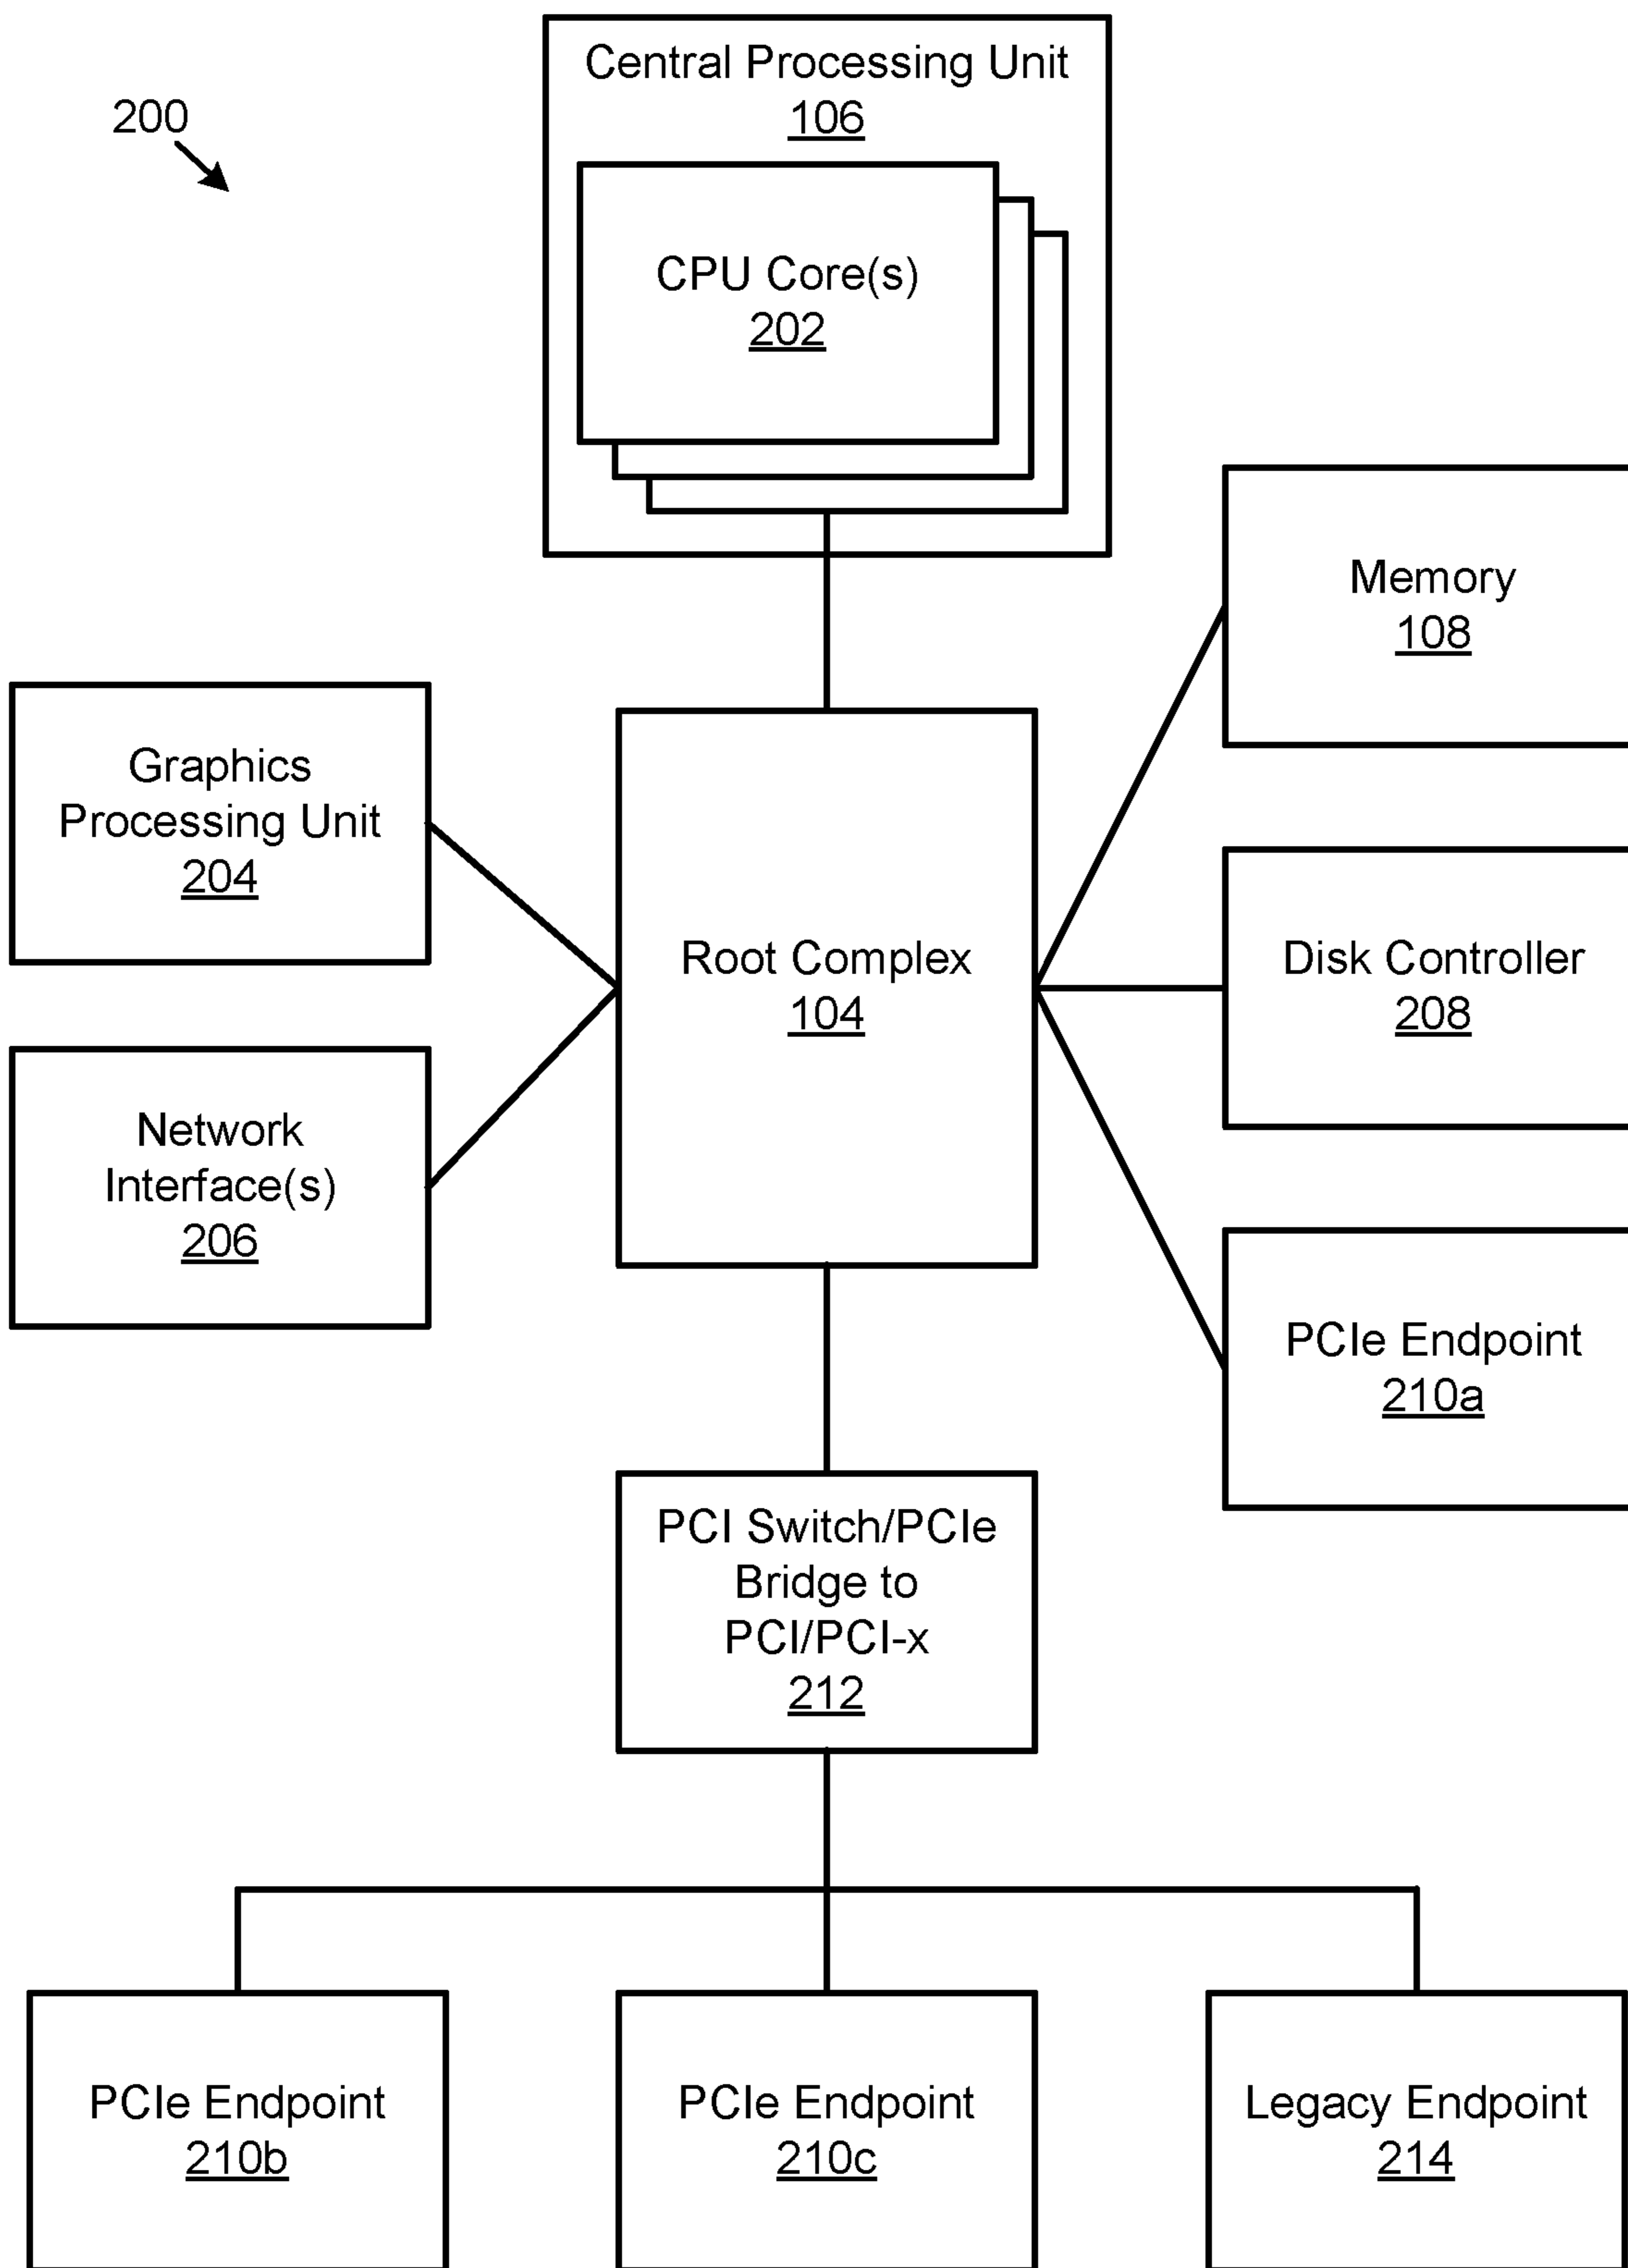 Central Processing Unit
106
200
CPU Core(s)
202
Memory
108
Graphics
Processing Unit
204
Root Complex
104
Disk Controller
208
Network
Interface(s)
206
PCIe Endpoint
210a
PCI Switch/PCIe
Bridge to
PCI/PCI-x
212
PCIe Endpoint
210b
PCIe Endpoint
210c
Legacy Endpoint
214